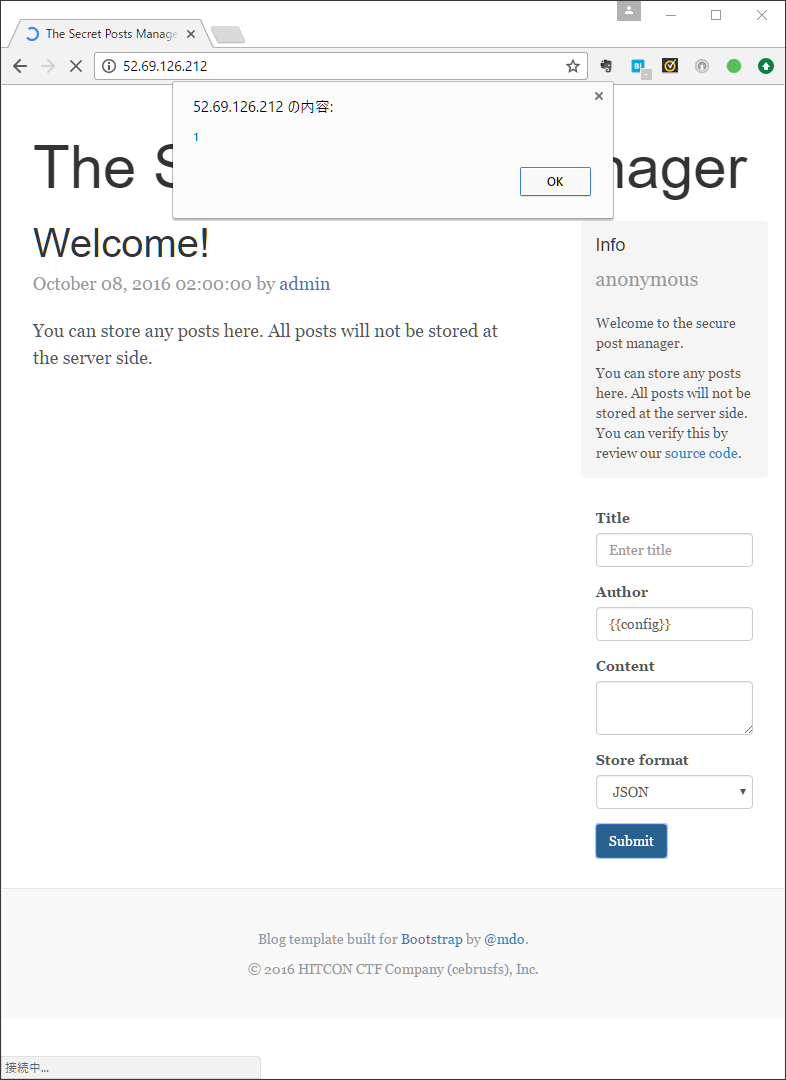 The Secret Posts Manage
52.69.126.212
52.69.126.212 の内容:
1
OK
The S
nager
Welcome!
October 08, 2016 02:00:00 by admin
You can store any posts here. All posts will not be stored at
the server side.
Info
anonymous
Welcome to the secure
post manager.
You can store any posts
here. All posts will not be
stored at the server side.
You can verify this by
review our source code.
Title
Enter title
Author
{{config}}
Content
Store format
JSON
Submit
Blog template built for Bootstrap by @mdo.
© 2016 HITCON CTF Company (cebrusfs), Inc.
接続中...